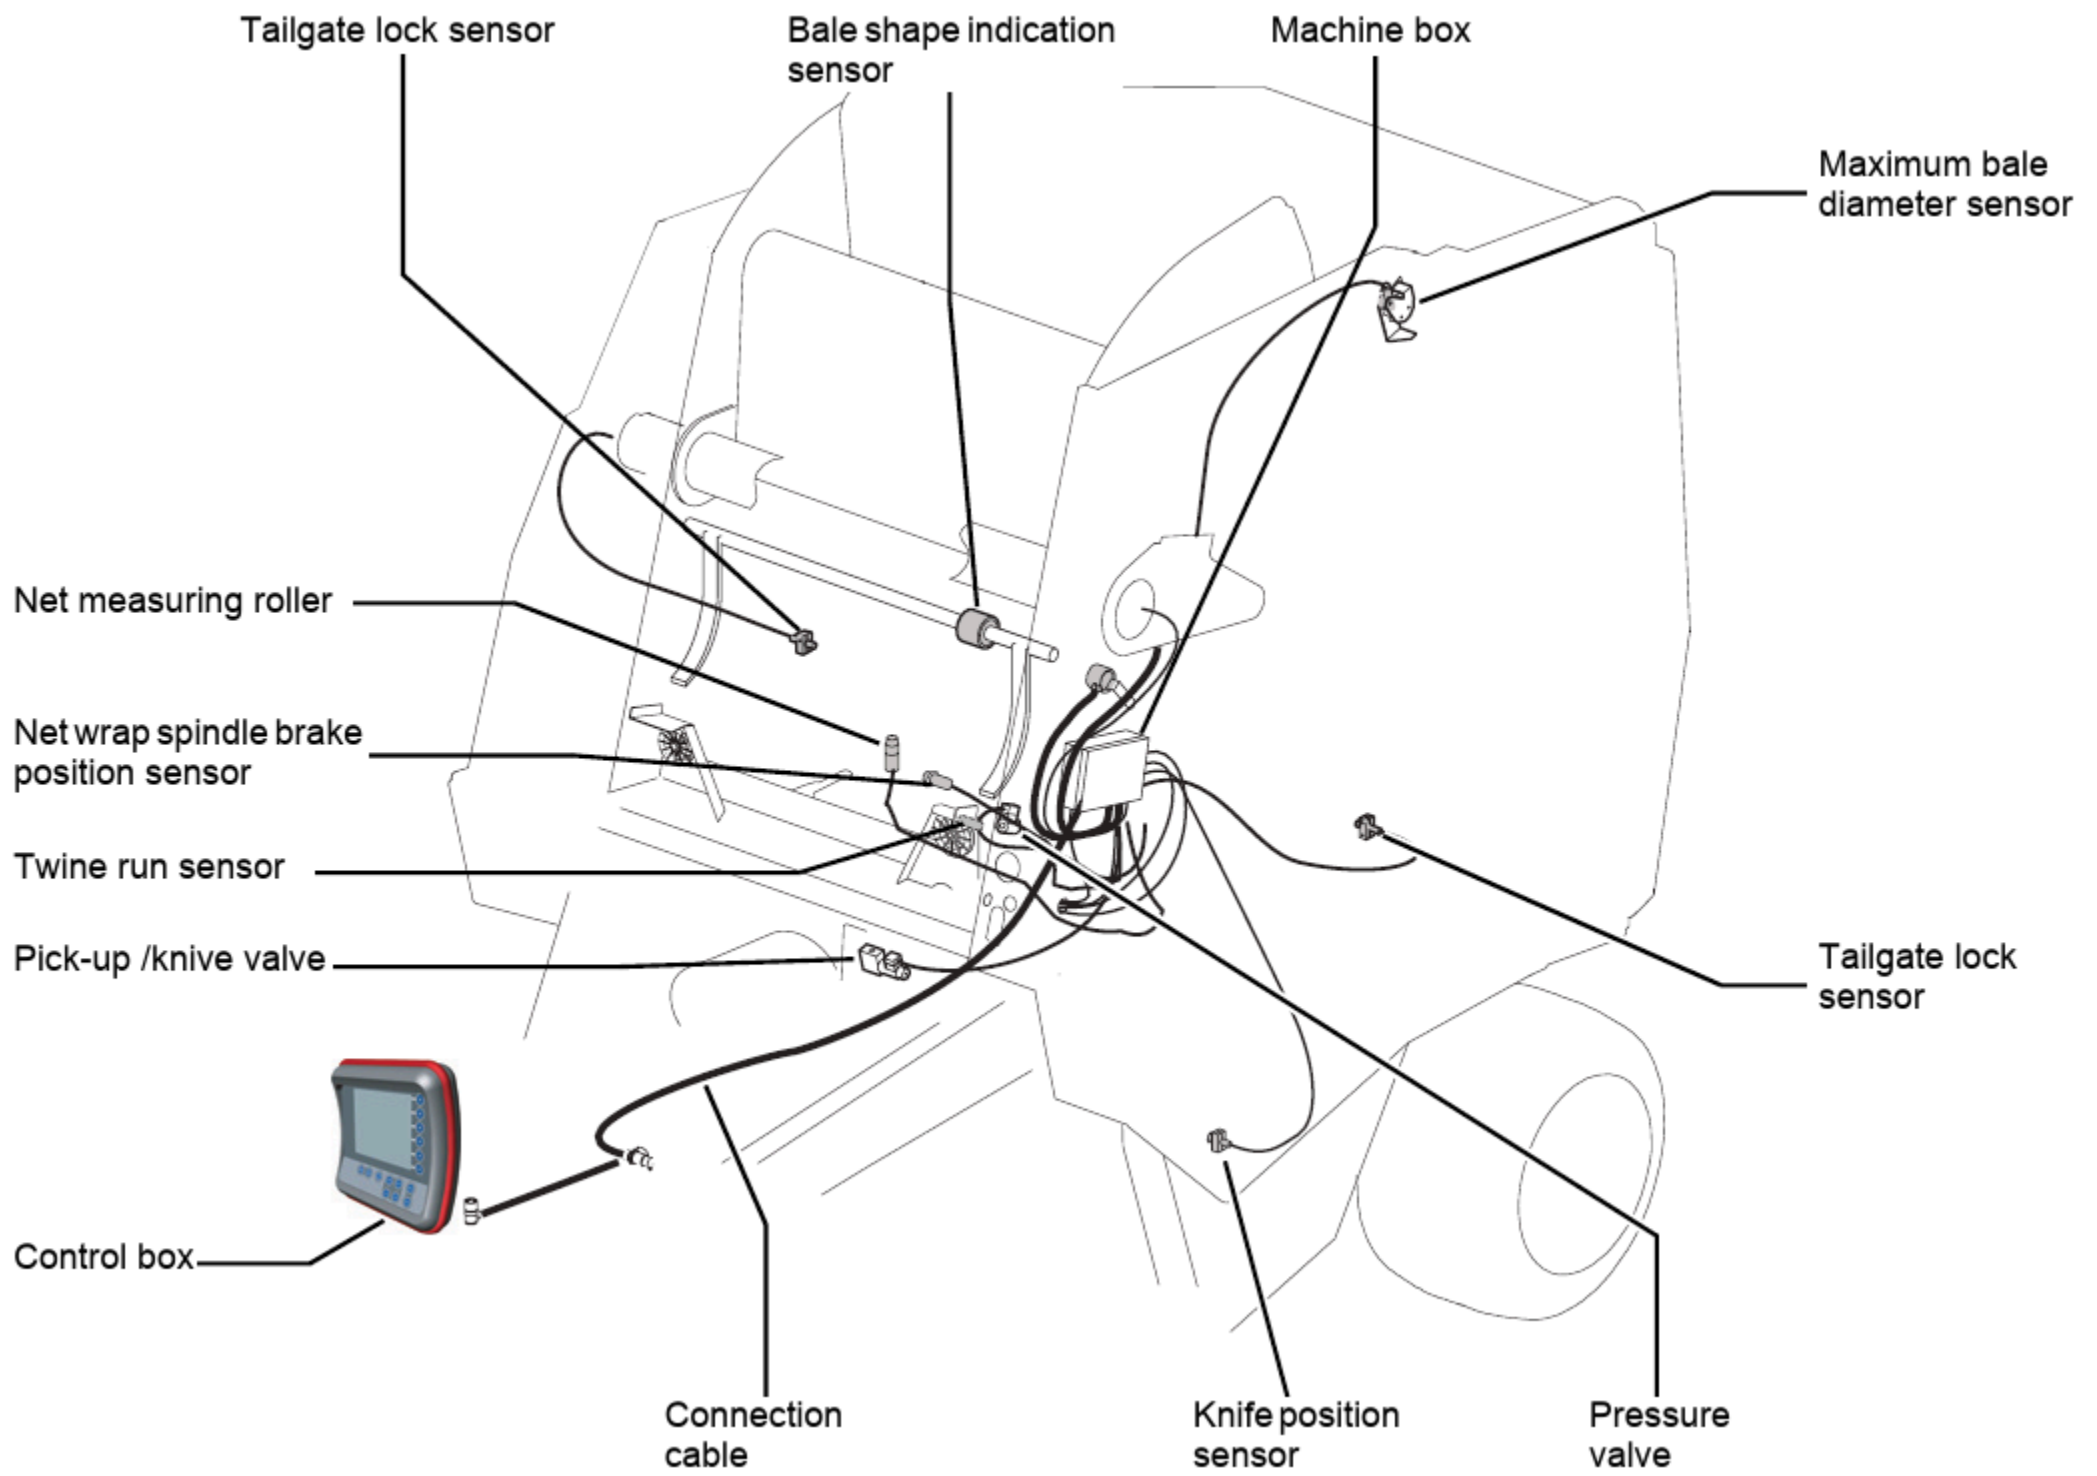 Tailgate lock sensor
Bale shape indication
sensor
Machine box
Maximum bale
diameter sensor
Net measuring roller
Net wrap spindle brake
position sensor
Twine run sensor
Pick-up /knive valve
Tailgate lock
sensor
Control box
Connection
cable
Knife position
sensor
Pressure
valve